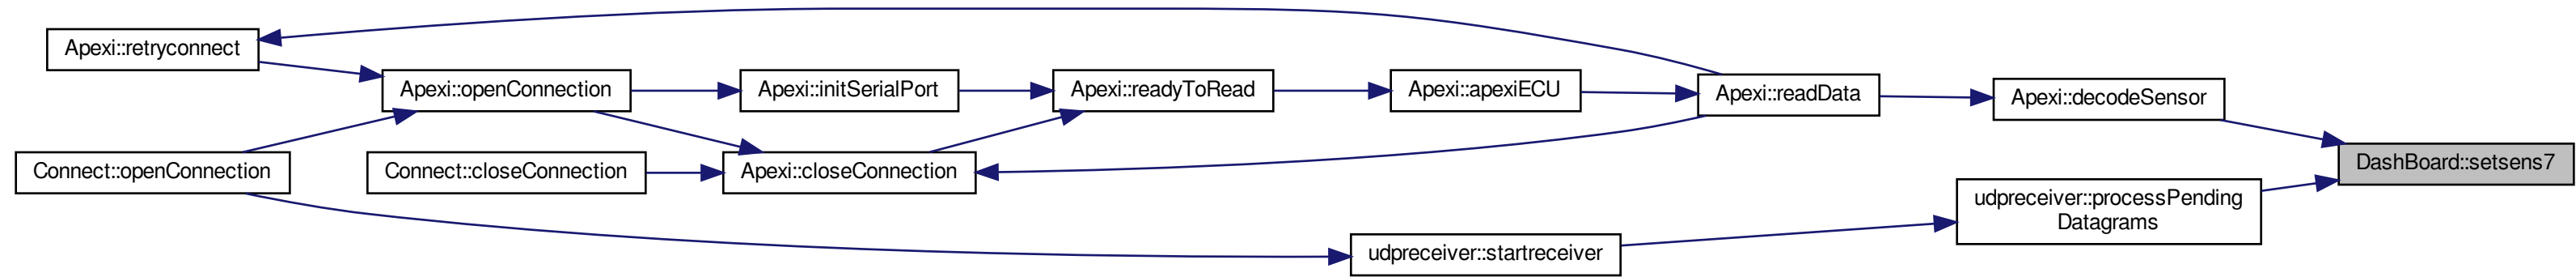 Apexi::retryconnect
Apexi::openConnection
Apexi::initSerialPort
Apexi::readyToRead
Apexi::apexiECU
Apexi::readData
Apexi::decodeSensor
DashBoard::setsens7
Connect::openConnection
Connect::closeConnection
Apexi::closeConnection
udpreceiver::processPending
Datagrams
udpreceiver::startreceiver